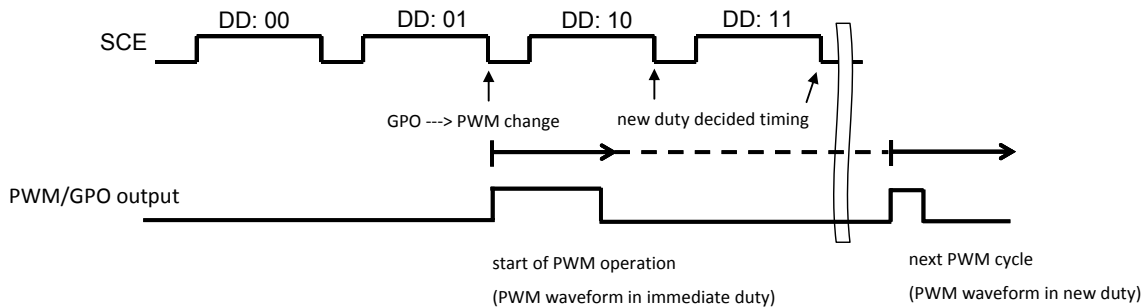 DD: 00 DD: 01 DD: 10 DD: 11
SCE
GPO ---> PWM change new duty decided timing
PWM/GPO output
start of PWM operation next PWM cycle
(PWM waveform in immediate duty) (PWM waveform in new duty)